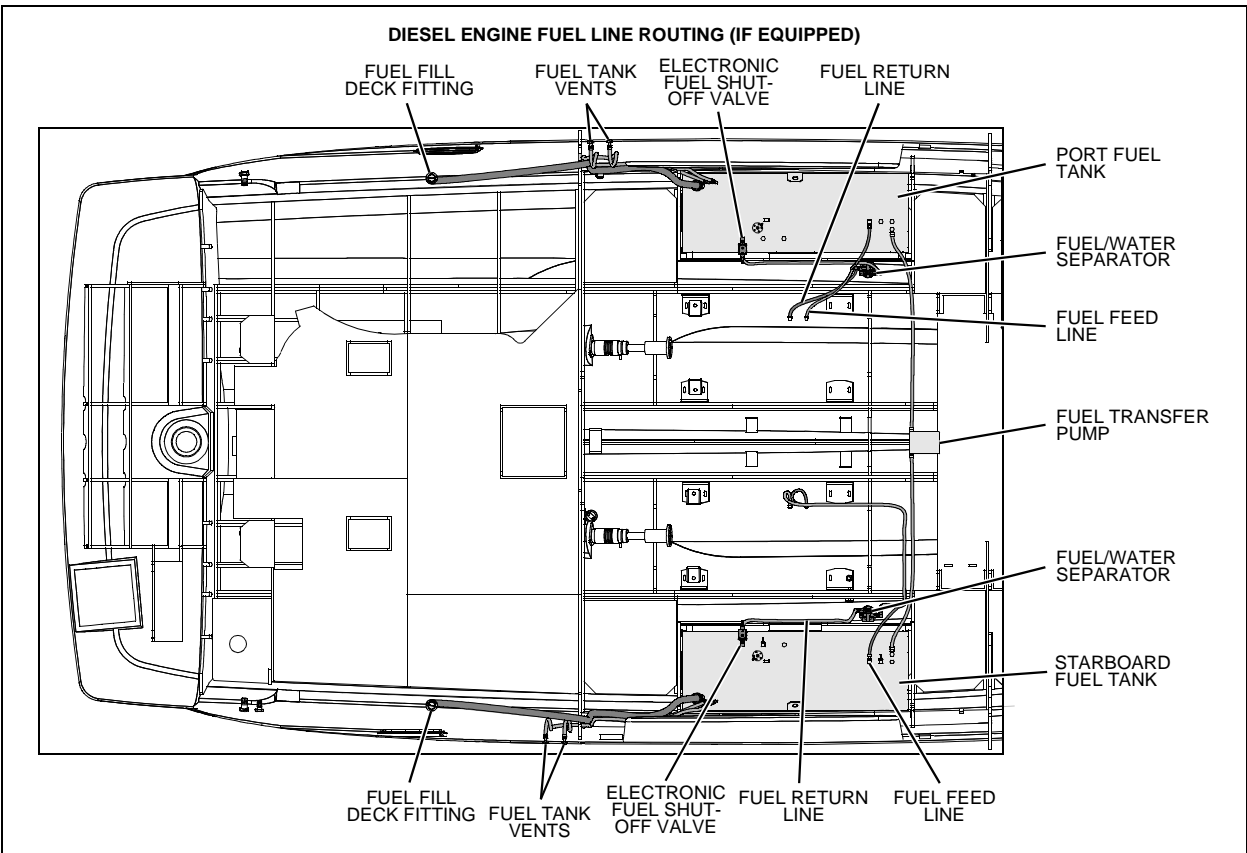 DIESEL ENGINE FUEL LINE ROUTING (IF EQUIPPED)
FUEL FILL
DECK FITTING
FUEL TANK
VENTS
ELECTRONIC
FUEL SHUT-
OFF VALVE
FUEL RETURN
LINE
PORT FUEL
TANK
FUEL/WATER
SEPARATOR
FUEL FEED
LINE
FUEL TRANSFER
PUMP
FUEL/WATER
SEPARATOR
STARBOARD
FUEL TANK
FUEL FILL
DECK FITTING
FUEL TANK
VENTS
ELECTRONIC
FUEL SHUT-
OFF VALVE
FUEL RETURN
LINE
FUEL FEED
LINE